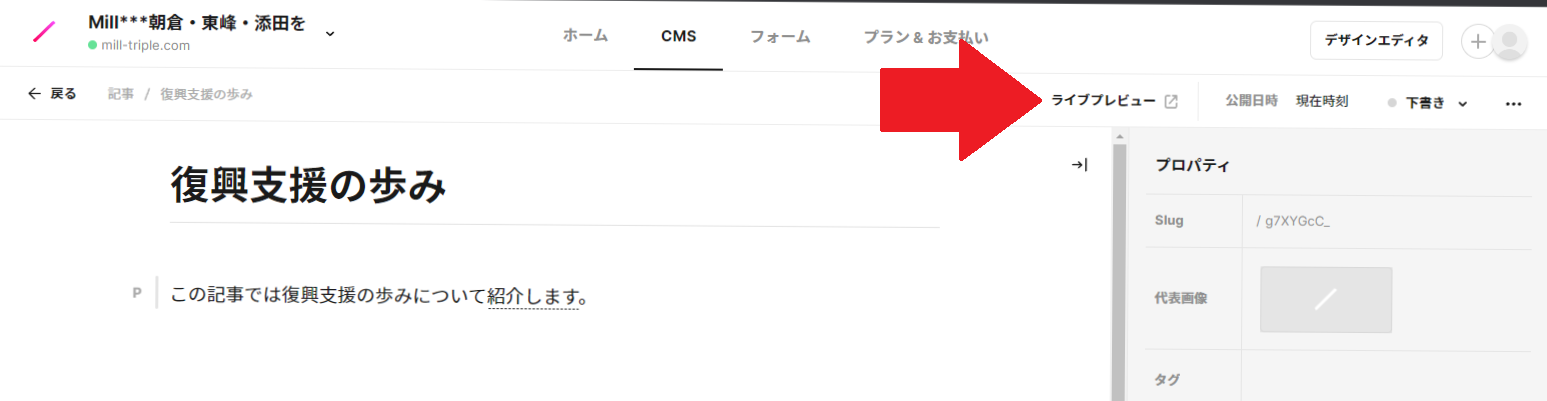 Mill***朝倉・東峰・添田を
mill-triple.com
ホーム CMS フォーム プラン & お支払い
デザインエディタ
戻る 記事 / 復興支援の歩み
ライブプレビュー 公開日時 現在時刻 下書き
復興支援の歩み
プロパティ
Slug / g7XYGcC_
P この記事では復興支援の歩みについて紹介します。
代表画像
タグ